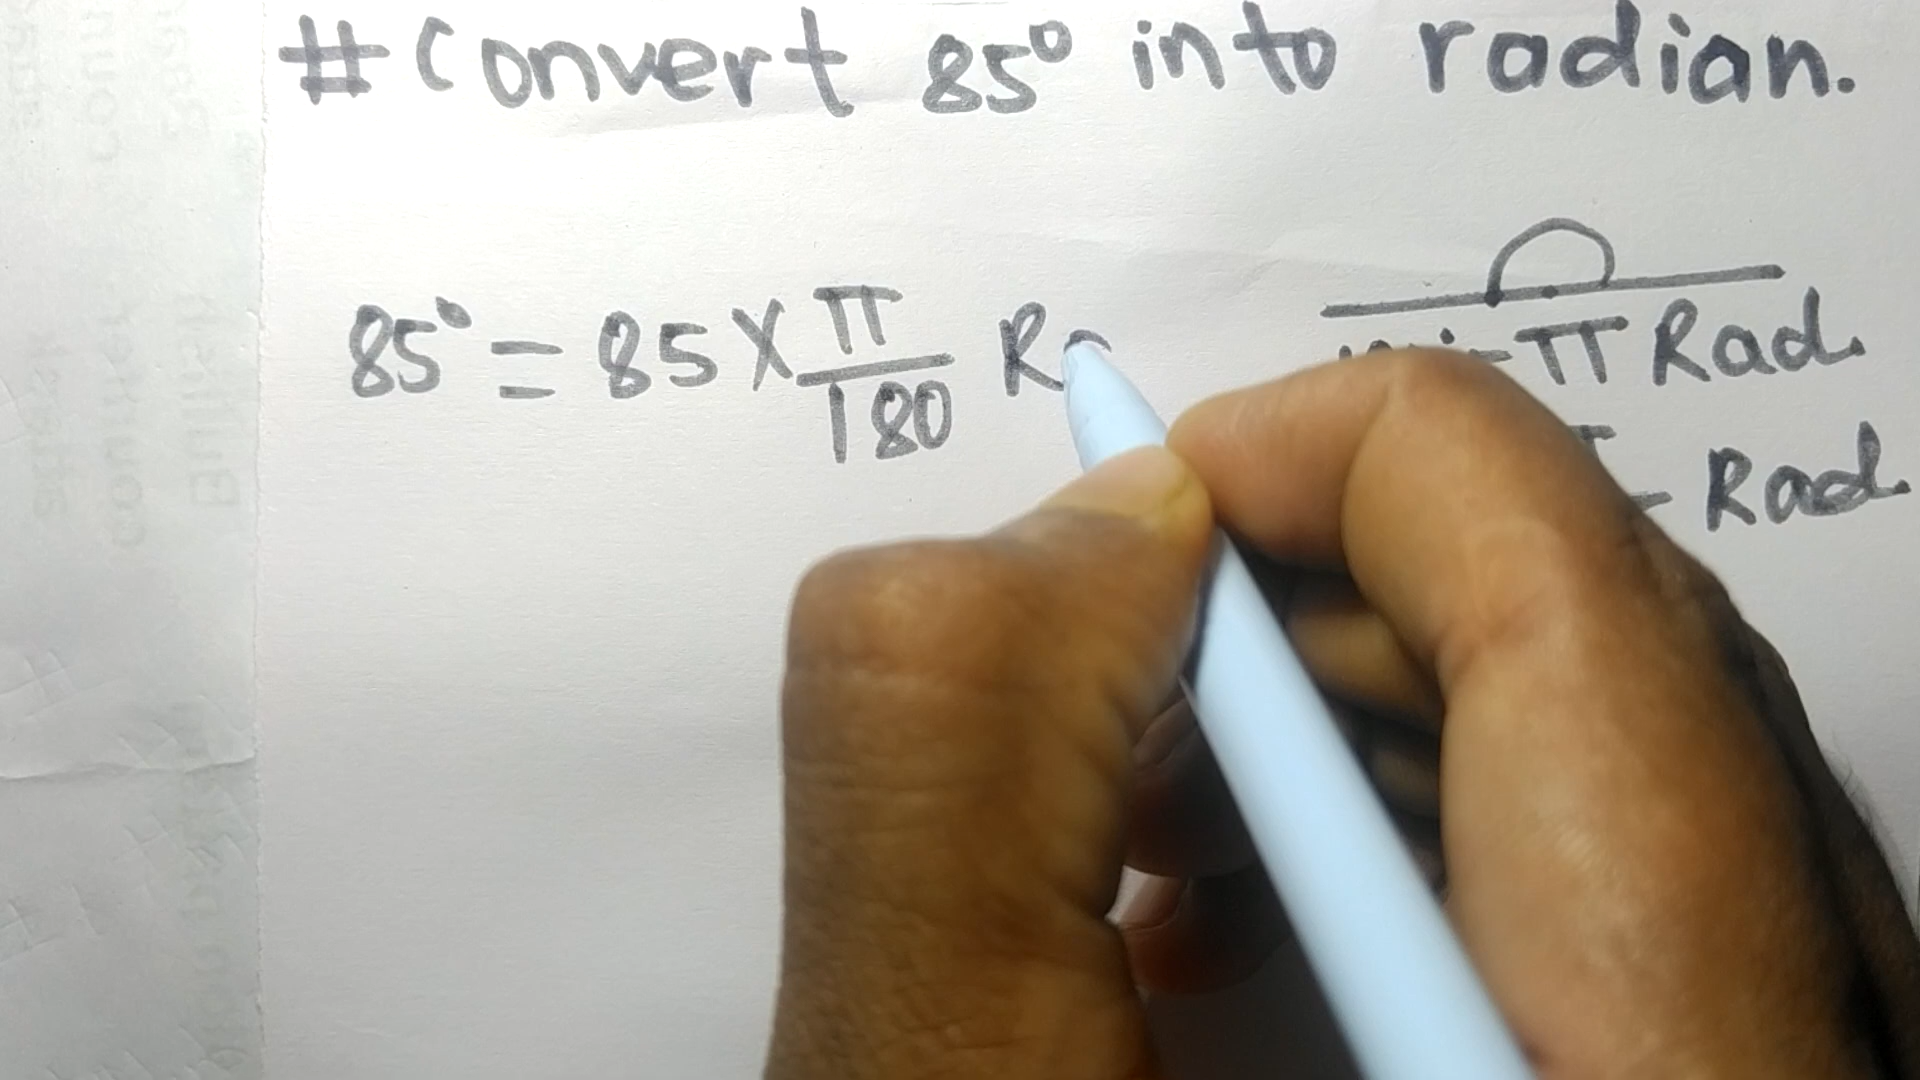 #Convert 85° into radian.
85° = 85 × π/180 R
π Rad.
Rad.